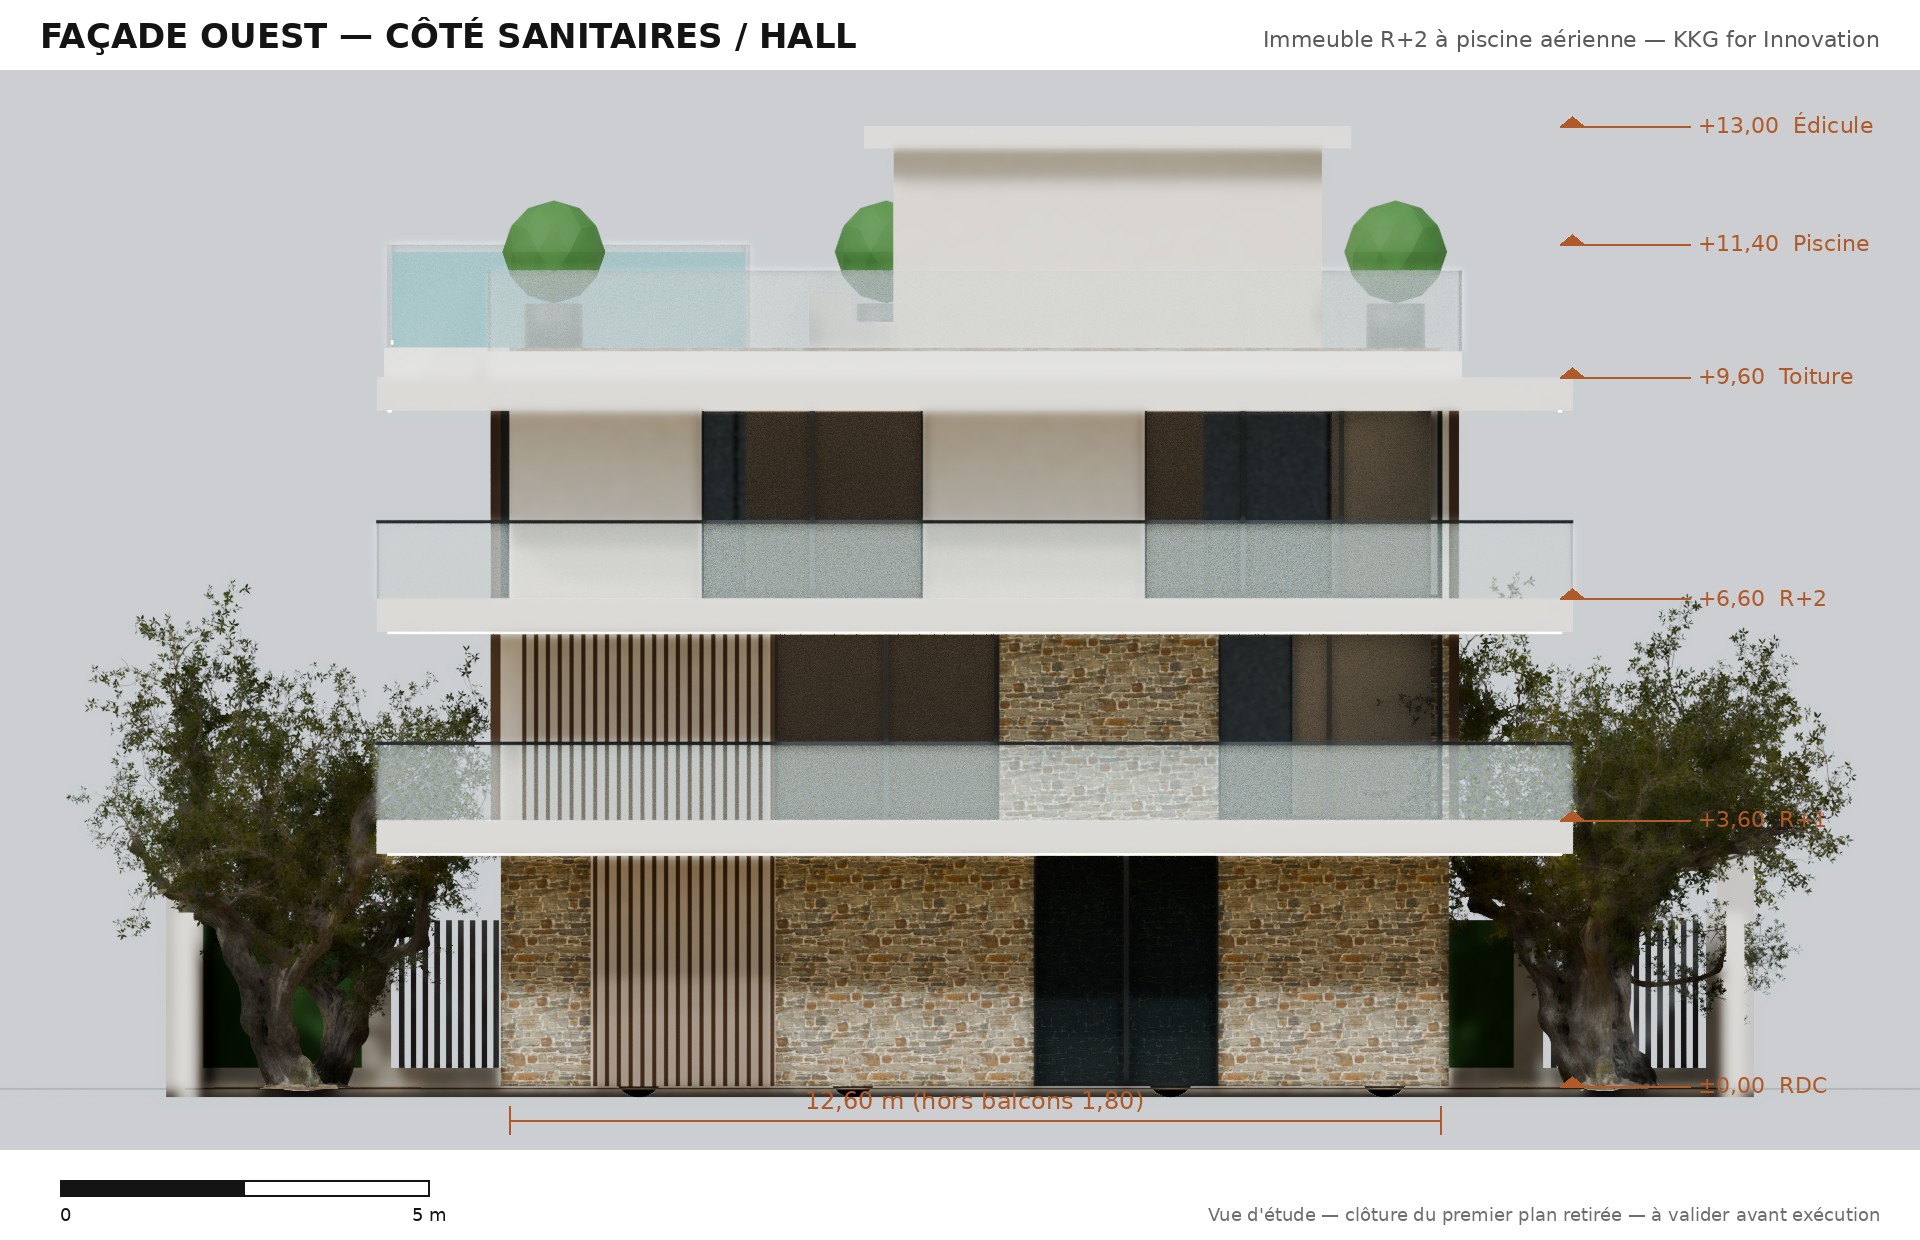 FAÇADE OUEST — CÔTÉ SANITAIRES / HALL
Immeuble R+2 à piscine aérienne — KKG for Innovation
+13,00 Édicule
+11,40 Piscine
+9,60 Toiture
+6,60 R+2
+3,60 R+1
±0,00 RDC
12,60 m (hors balcons 1,80)
0 5 m
Vue d'étude — clôture du premier plan retirée — à valider avant exécution